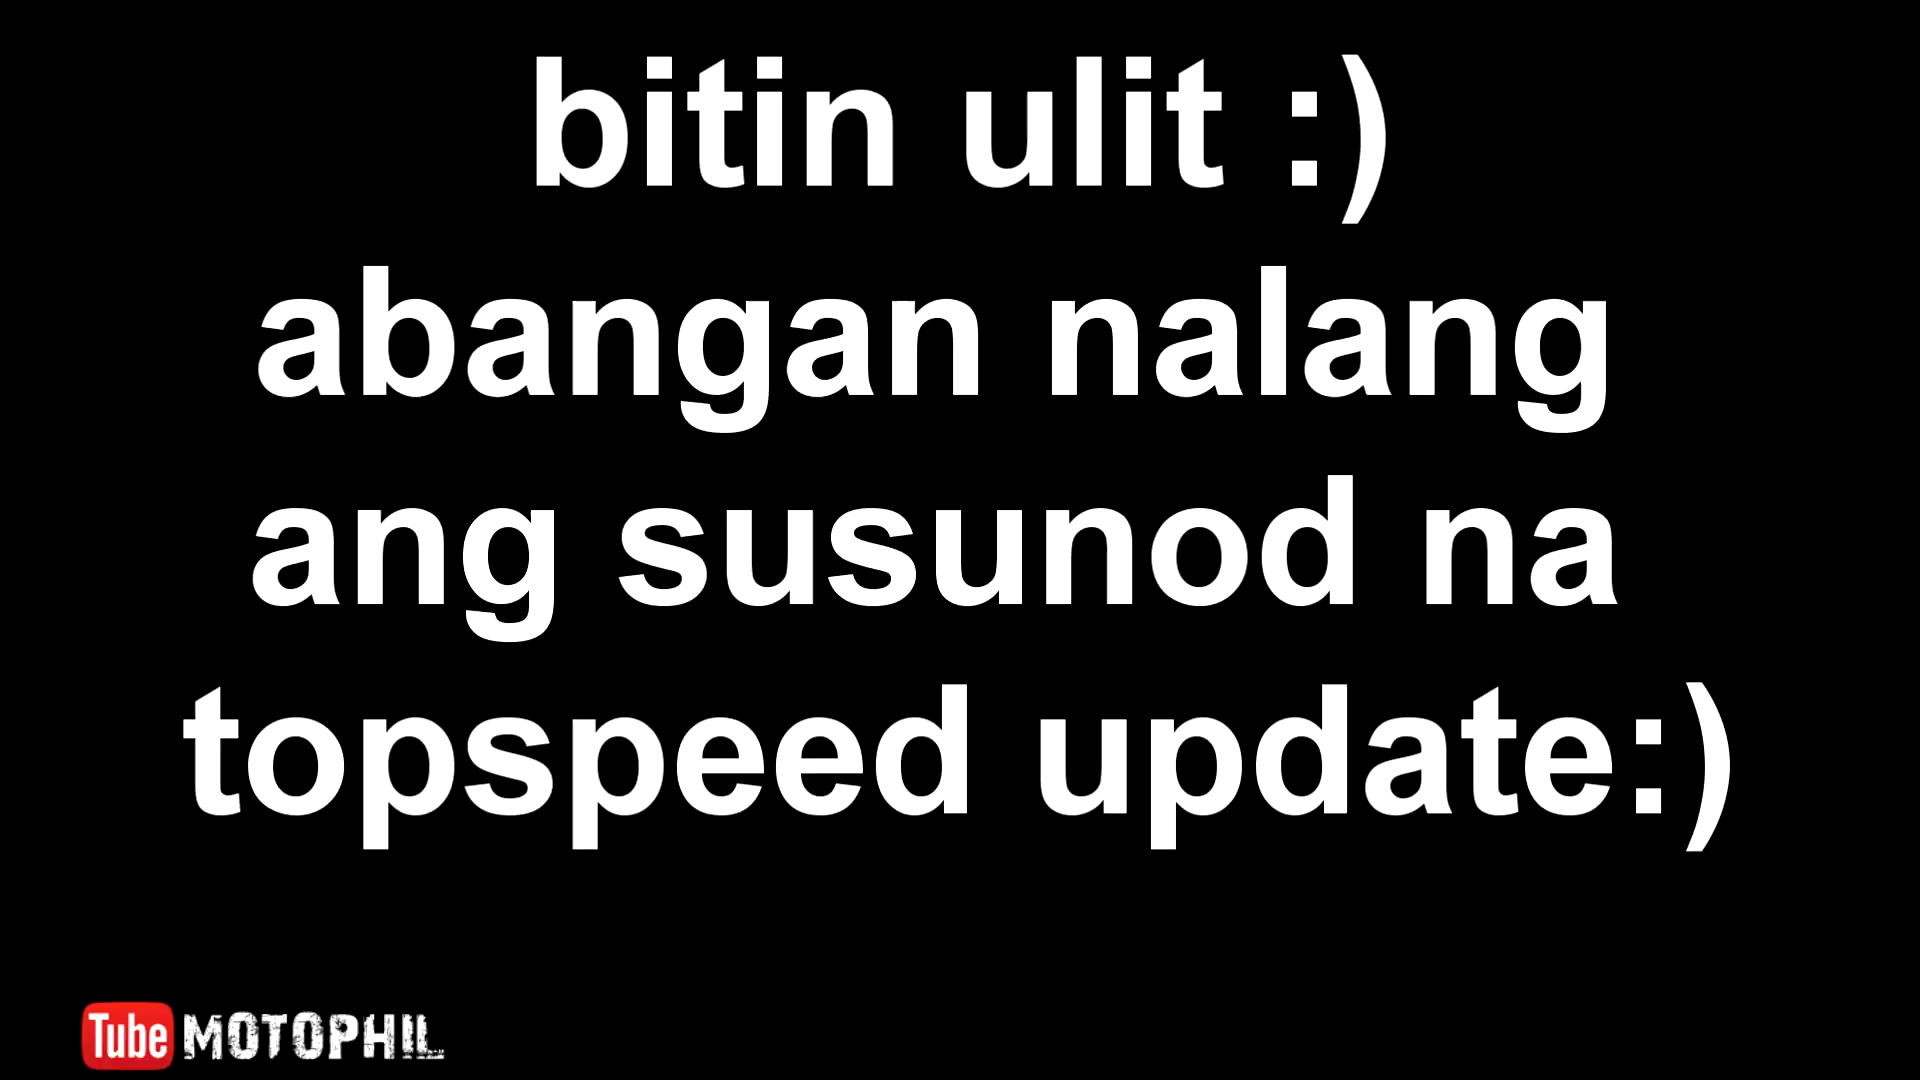 bitin ulit :)
abangan nalang
ang susunod na
topspeed update:)
Tube MOTOPHIL